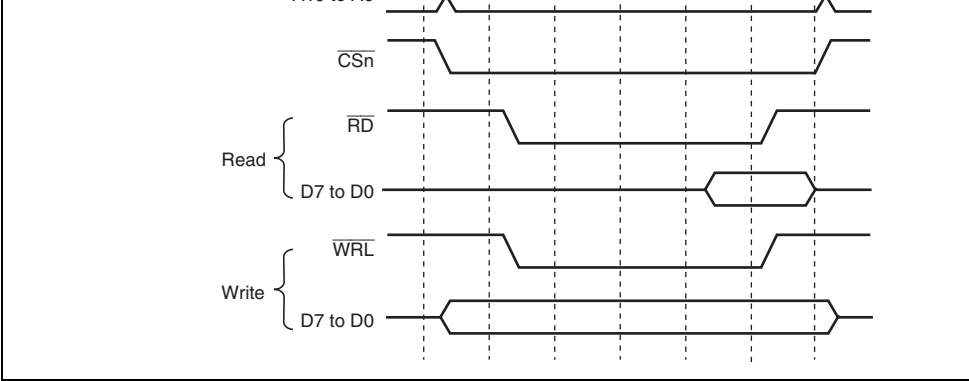 CSn
RD
Read
D7 to D0
WRL
Write
D7 to D0